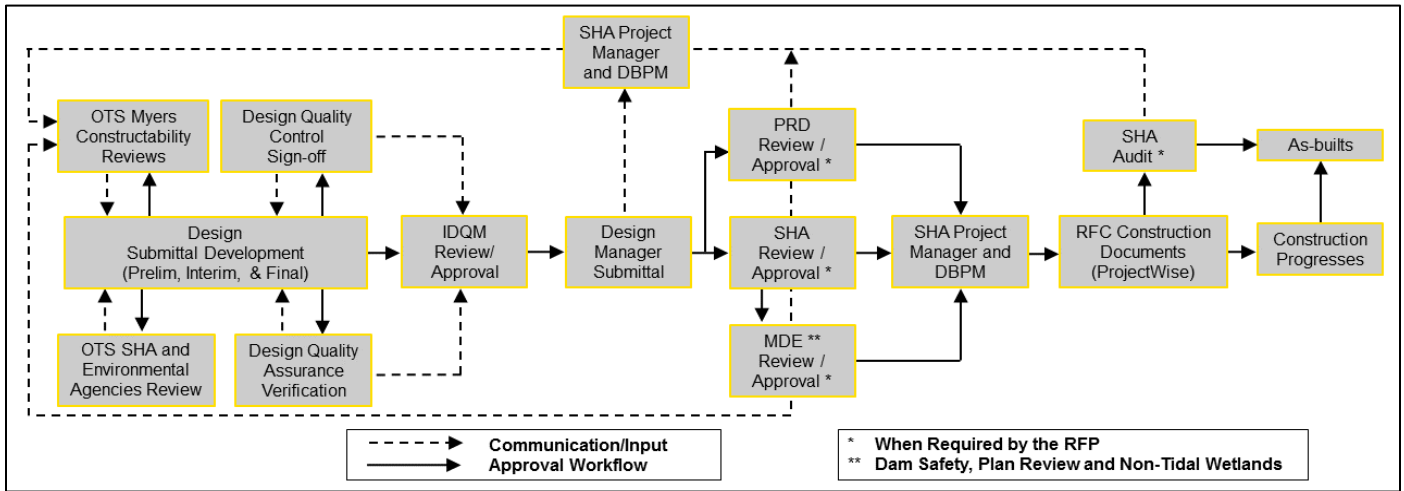 SHA Project
Manager
and DBPM
OTS Myers
Constructability
Reviews
Design Quality
Control
Sign-off
PRD
Review /
Approval *
SHA
Audit *
As-builts
Design
Submittal Development
(Prelim, Interim, & Final)
IDQM
Review/
Approval
Design
Manager
Submittal
SHA
Review /
Approval *
SHA Project
Manager and
DBPM
RFC Construction
Documents
(ProjectWise)
Construction
Progresses
OTS SHA and
Environmental
Agencies Review
Design Quality
Assurance
Verification
MDE **
Review /
Approval *
Communication/Input
Approval Workflow
* When Required by the RFP
** Dam Safety, Plan Review and Non-Tidal Wetlands